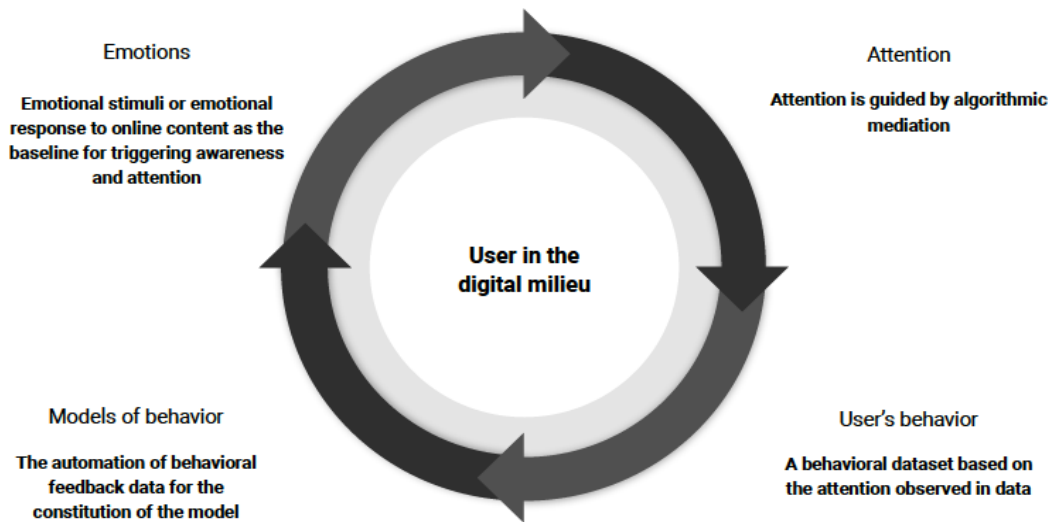 Emotions
Emotional stimuli or emotional
response to online content as the
baseline for triggering awareness
and attention
Attention
Attention is guided by algorithmic
mediation
User in the
digital milieu
Models of behavior
The automation of behavioral
feedback data for the
constitution of the model
User’s behavior
A behavioral dataset based on
the attention observed in data